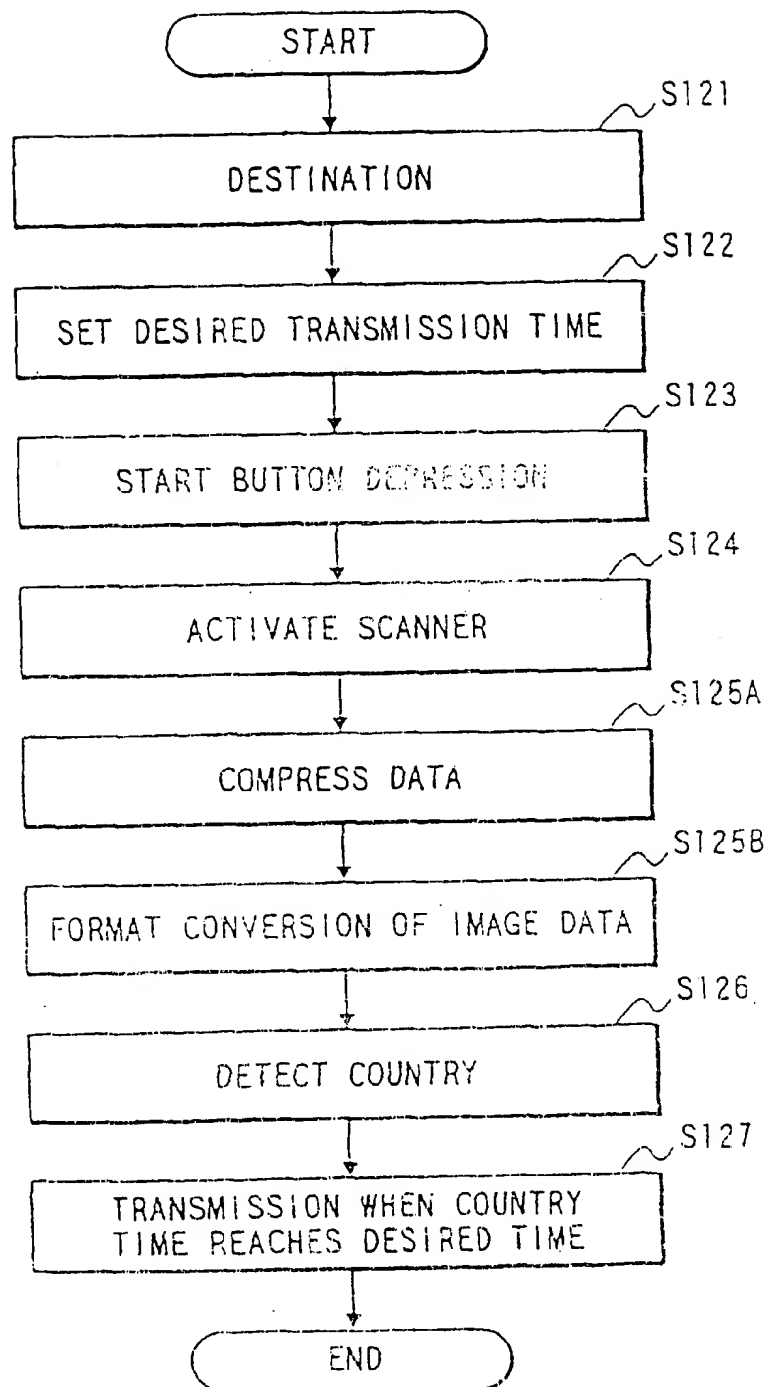 START
S121
DESTINATION
S122
SET DESIRED TRANSMISSION TIME
S123
START BUTTON DEPRESSION
S124
ACTIVATE SCANNER
S125A
COMPRESS DATA
S125B
FORMAT CONVERSION OF IMAGE DATA
S126
DETECT COUNTRY
S127
TRANSMISSION WHEN COUNTRY
TIME REACHES DESIRED TIME
END